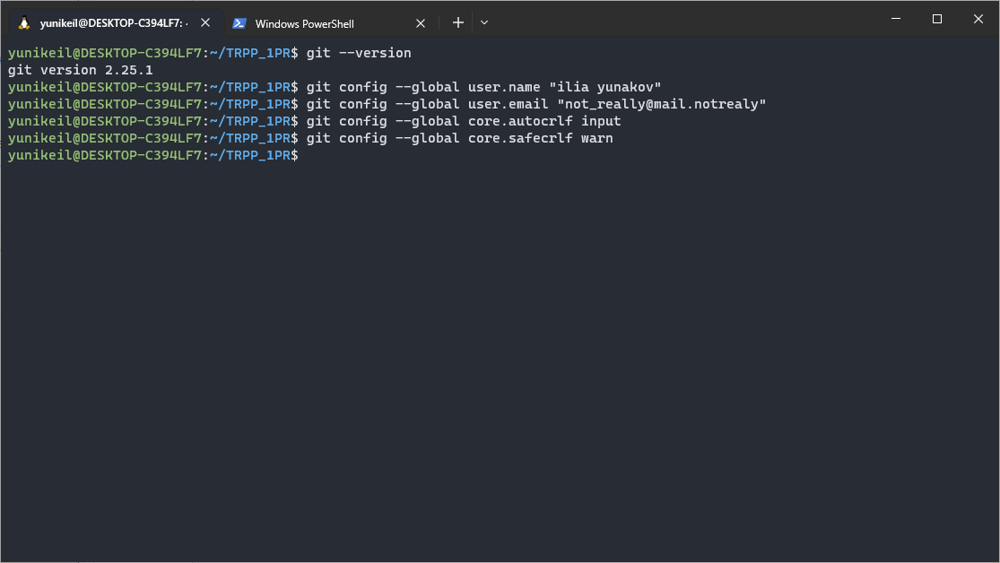 yunikeil@DESKTOP-C394LF7: ·
Windows PowerShell
yunikeil@DESKTOP-C394LF7:~/TRPP_1PR$ git --version
git version 2.25.1
yunikeil@DESKTOP-C394LF7:~/TRPP_1PR$ git config --global user.name "ilia yunakov"
yunikeil@DESKTOP-C394LF7:~/TRPP_1PR$ git config --global user.email "not_really@mail.notrealy"
yunikeil@DESKTOP-C394LF7:~/TRPP_1PR$ git config --global core.autocrlf input
yunikeil@DESKTOP-C394LF7:~/TRPP_1PR$ git config --global core.safecrlf warn
yunikeil@DESKTOP-C394LF7:~/TRPP_1PR$